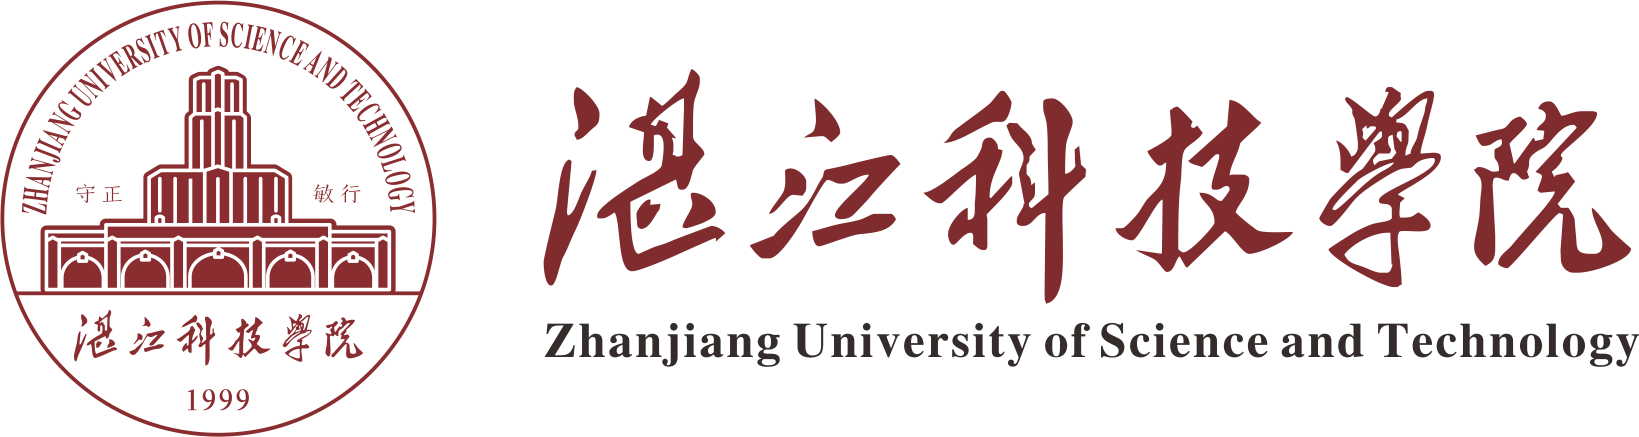 ZHANJIANG UNIVERSITY OF SCIENCE AND TECHNOLOGY
守正 敏行
湛江科技學院
1999
湛江科技學院
Zhanjiang University of Science and Technology